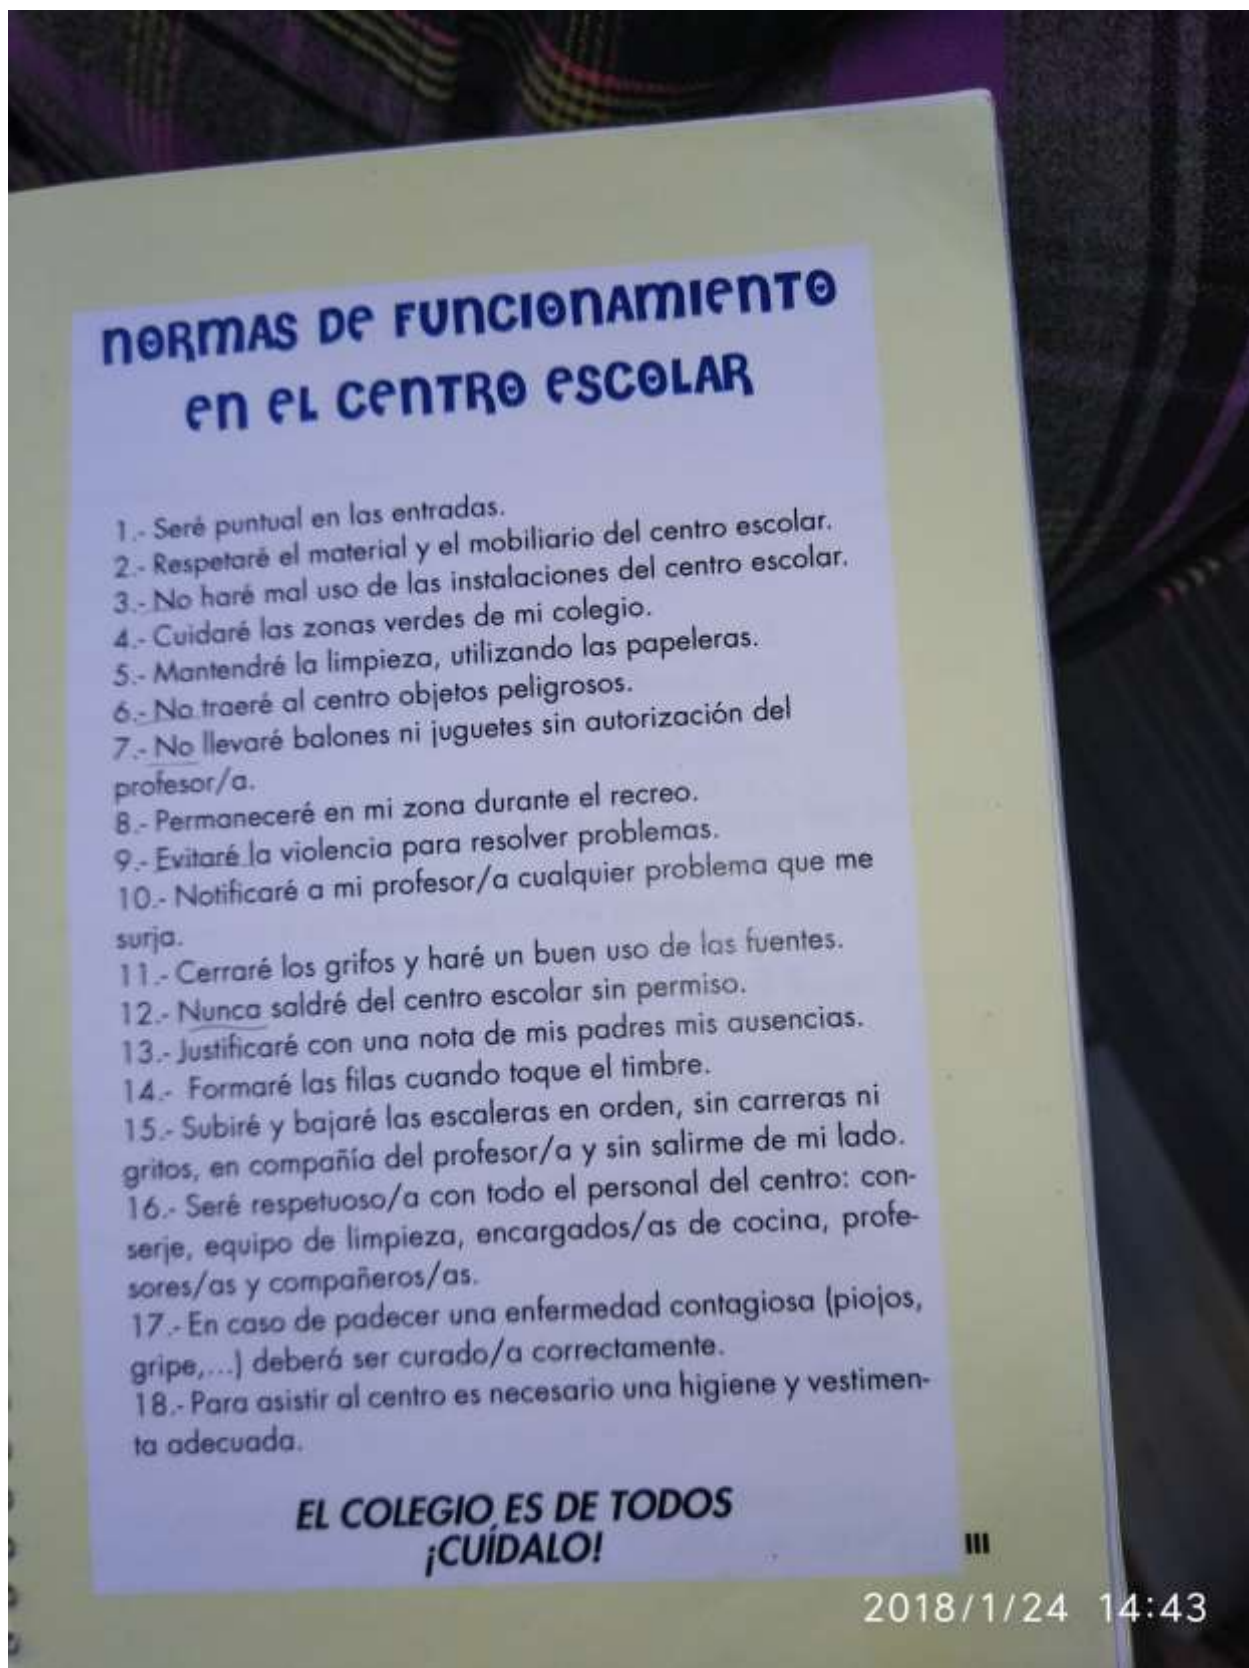 NORMAS DE FUNCIONAMIENTO
EN EL CENTRO ESCOLAR
1.- Seré puntual en las entradas.
2.- Respetaré el material y el mobiliario del centro escolar.
3.- No haré mal uso de las instalaciones del centro escolar.
4.- Cuidaré las zonas verdes de mi colegio.
5.- Mantendré la limpieza, utilizando las papeleras.
6.- No traeré al centro objetos peligrosos.
7.- No llevaré balones ni juguetes sin autorización del
profesor/a.
8.- Permaneceré en mi zona durante el recreo.
9.- Evitaré la violencia para resolver problemas.
10.- Notificaré a mi profesor/a cualquier problema que me
surja.
11.- Cerraré los grifos y haré un buen uso de las fuentes.
12.- Nunca saldré del centro escolar sin permiso.
13.- Justificaré con una nota de mis padres mis ausencias.
14.- Formaré las filas cuando toque el timbre.
15.- Subiré y bajaré las escaleras en orden, sin carreras ni
gritos, en compañía del profesor/a y sin salirme de mi lado.
16.- Seré respetuoso/a con todo el personal del centro: con-
serje, equipo de limpieza, encargados/as de cocina, profe-
sores/as y compañeros/as.
17.- En caso de padecer una enfermedad contagiosa (piojos,
gripe,...) deberá ser curado/a correctamente.
18.- Para asistir al centro es necesario una higiene y vestimen-
ta adecuada.
EL COLEGIO ES DE TODOS
¡CUÍDALO!
III
2018/1/24 14:43